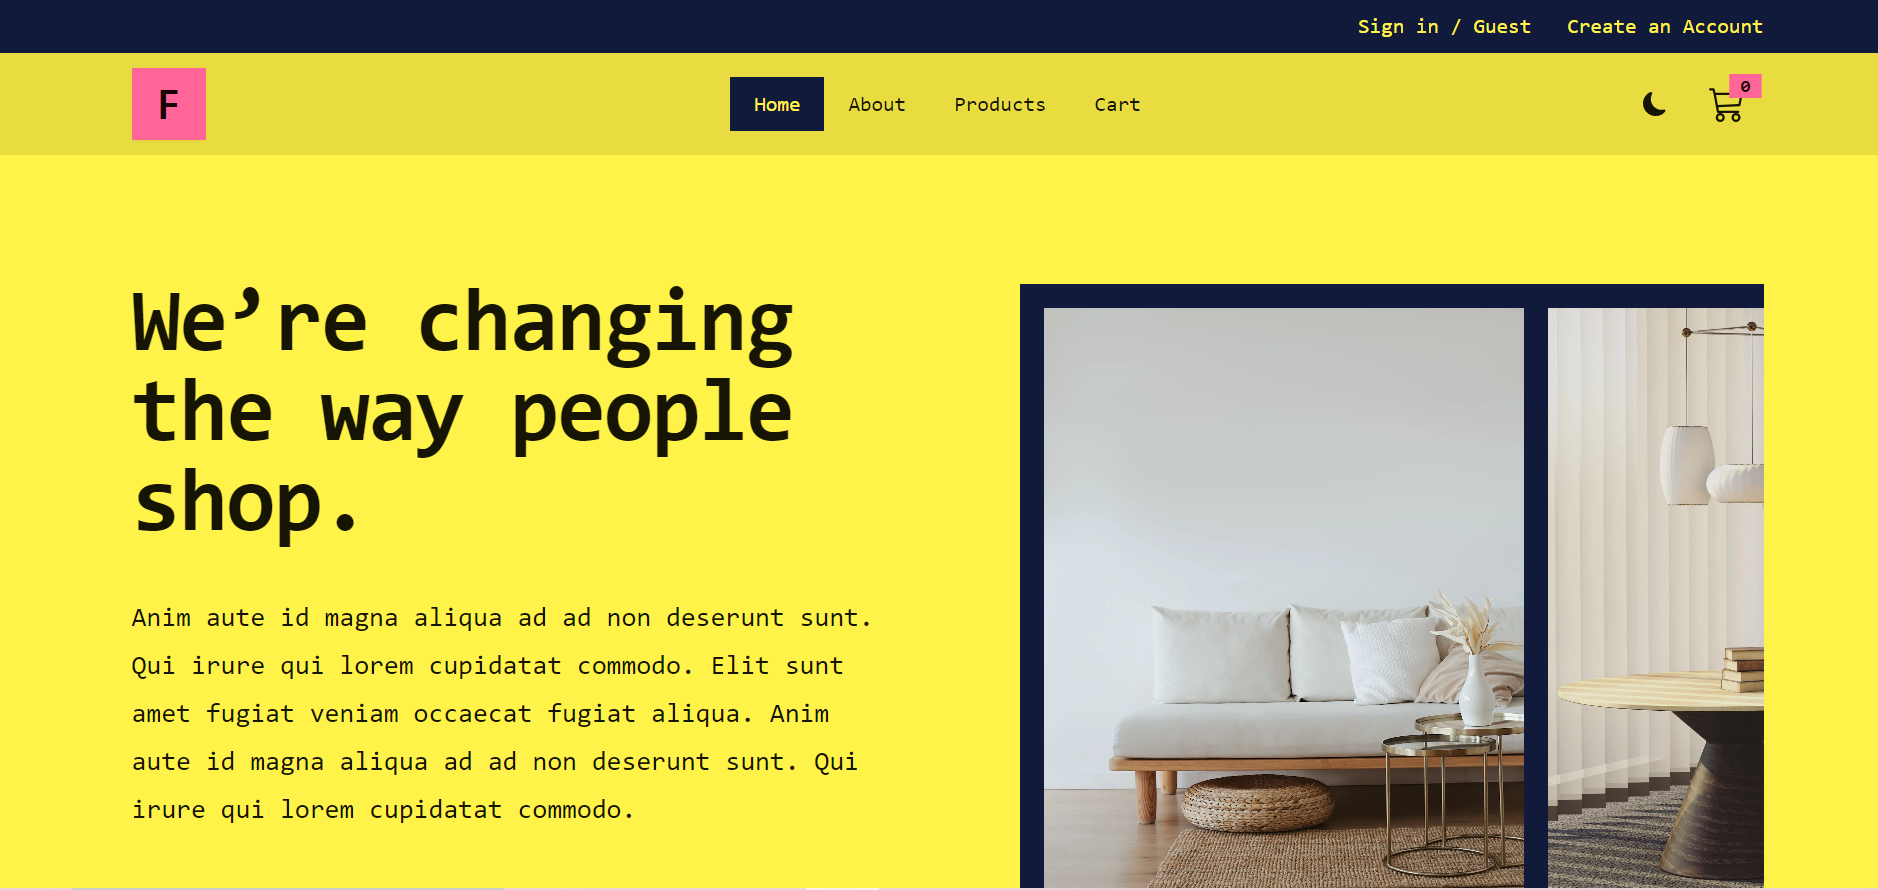 Sign in / Guest Create an Account
F
Home About Products Cart
0
We’re changing
the way people
shop.
Anim aute id magna aliqua ad ad non deserunt sunt.
Qui irure qui lorem cupidatat commodo. Elit sunt
amet fugiat veniam occaecat fugiat aliqua. Anim
aute id magna aliqua ad ad non deserunt sunt. Qui
irure qui lorem cupidatat commodo.